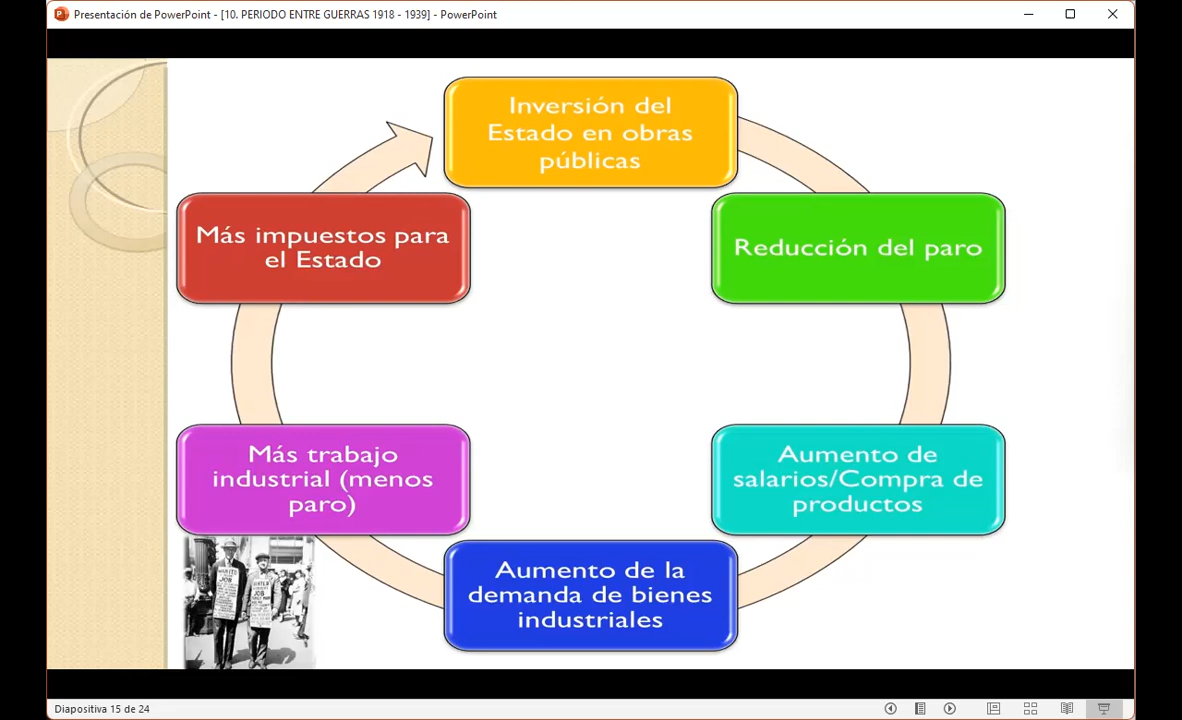 Presentación de PowerPoint - [10. PERIODO ENTRE GUERRAS 1918 - 1939] - PowerPoint
Inversión del
Estado en obras
públicas
Reducción del paro
Aumento de
salarios/Compra de
productos
Aumento de la
demanda de bienes
industriales
Más trabajo
industrial (menos
paro)
Más impuestos para
el Estado
JOB
JOB
Diapositiva 15 de 24